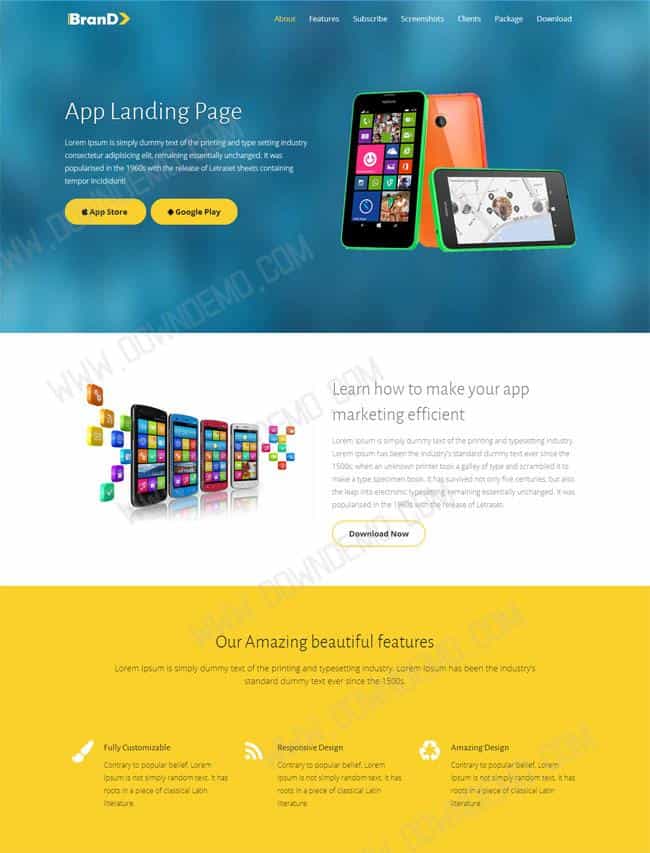 BranD
About Features Subscribe Screenshots Clients Package Download
App Landing Page
Lorem Ipsum is simply dummy text of the printing and type setting industry
consectetur adipisicing elit, remaining essentially unchanged. It was
popularised in the 1960s with the release of Letraset sheets containing
tempor incididunt!
App Store
Google Play
NOKIA
NOKIA
WWW.DOWNDEMO.COM
WWW.DOWNDEMO.COM
Learn how to make your app
marketing efficient
Lorem Ipsum is simply dummy text of the printing and typesetting industry.
Lorem Ipsum has been the industry's standard dummy text ever since the
1500s, when an unknown printer took a galley of type and scrambled it to
make a type specimen book. It has survived not only five centuries, but also
the leap into electronic typesetting, remaining essentially unchanged. It was
popularised in the 1960s with the release of Letraset.
Download Now
WWW.DOWNDEMO.COM
Our Amazing beautiful features
Lorem Ipsum is simply dummy text of the printing and typesetting industry. Lorem Ipsum has been the industry's
standard dummy text ever since the 1500s.
WWW.DOWNDEMO.COM
Fully Customizable
Contrary to popular belief, Lorem
Ipsum is not simply random text. It has
roots in a piece of classical Latin
literature.
Responsive Design
Contrary to popular belief, Lorem
Ipsum is not simply random text. It has
roots in a piece of classical Latin
literature.
Amazing Design
Contrary to popular belief, Lorem
Ipsum is not simply random text. It has
roots in a piece of classical Latin
literature.